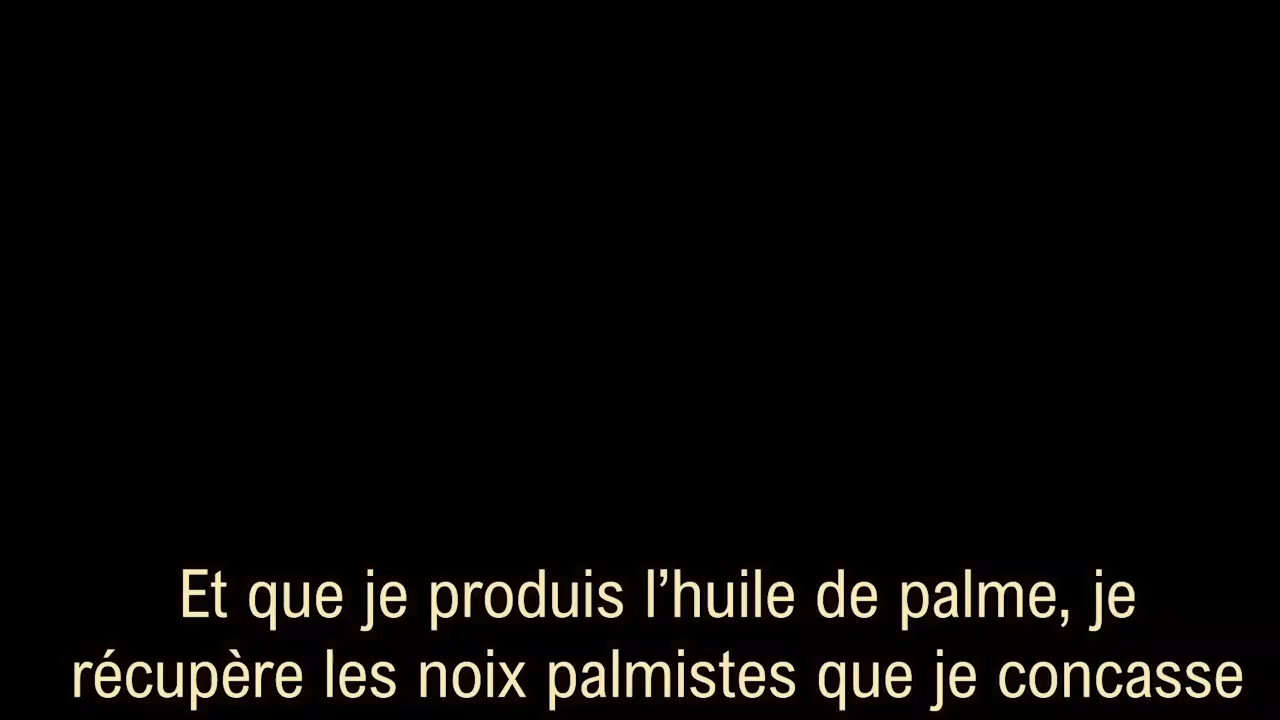 Et que je produis l’huile de palme, je
récupère les noix palmistes que je concasse